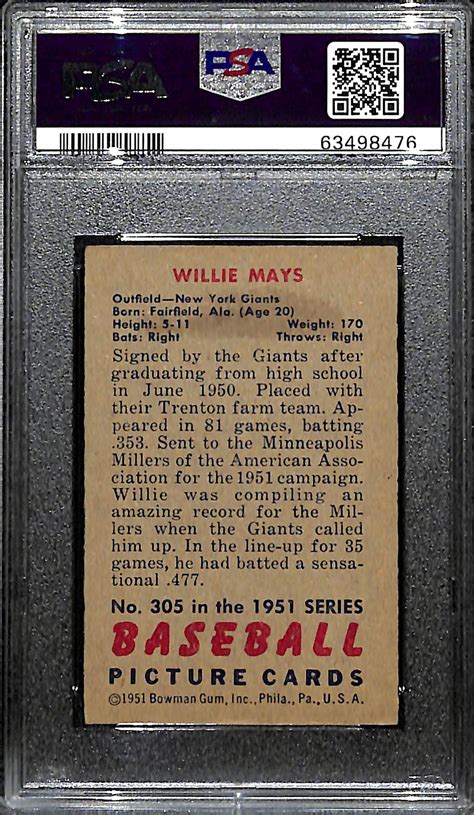 PSA
PSA
63498476
WILLIE MAYS
Outfield—New York Giants
Born: Fairfield, Ala. (Age 20)
Height: 5-11 Weight: 170
Bats: Right Throws: Right
Signed by the Giants after
graduating from high school
in June 1950. Placed with
their Trenton farm team. Ap-
peared in 81 games, batting
.353. Sent to the Minneapolis
Millers of the American Asso-
ciation for the 1951 campaign.
Willie was compiling an
amazing record for the Mil-
lers when the Giants called
him up. In the line-up for 35
games, he had batted a sensa-
tional .477.
No. 305 in the 1951 SERIES
BASEBALL
PICTURE CARDS
©1951 Bowman Gum, Inc., Phila., Pa., U.S.A.